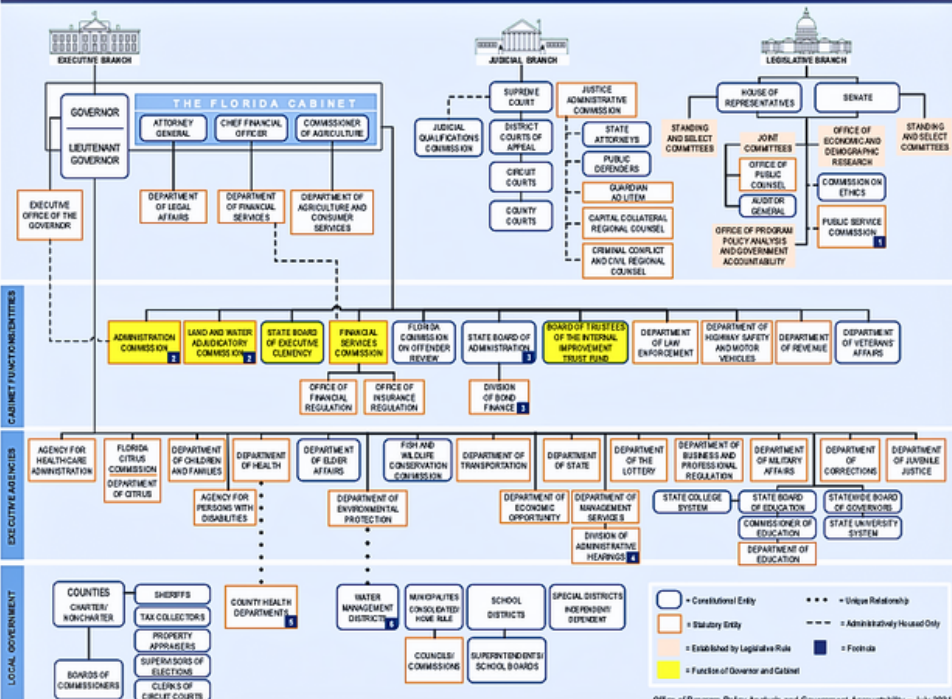 EXECUTIVE BRANCH
JUDICIAL BRANCH
LEGISLATIVE BRANCH
GOVERNOR
LIEUTENANT
GOVERNOR
THE FLORIDA CABINET
ATTORNEY
GENERAL
CHIEF FINANCIAL
OFFICER
COMMISSIONER
OF AGRICULTURE
EXECUTIVE
OFFICE OF THE
GOVERNOR
DEPARTMENT
OF LEGAL
AFFAIRS
DEPARTMENT
OF FINANCIAL
SERVICES
DEPARTMENT OF
AGRICULTURE AND
CONSUMER
SERVICES
SUPREME
COURT
JUDICIAL
QUALIFICATIONS
COMMISSION
DISTRICT
COURTS OF
APPEAL
CIRCUIT
COURTS
COUNTY
COURTS
JUSTICE
ADMINISTRATIVE
COMMISSION
STATE
ATTORNEYS
PUBLIC
DEFENDERS
GUARDIAN
AD LITEM
CAPITAL COLLATERAL
REGIONAL COUNSEL
CRIMINAL CONFLICT
AND CIVIL REGIONAL
COUNSEL
HOUSE OF
REPRESENTATIVES
SENATE
STANDING
AND SELECT
COMMITTEES
JOINT
COMMITTEES
OFFICE OF
PUBLIC
COUNSEL
AUDITOR
GENERAL
OFFICE OF PROGRAM
POLICY ANALYSIS
AND GOVERNMENT
ACCOUNTABILITY
OFFICE OF
ECONOMIC AND
DEMOGRAPHIC
RESEARCH
COMMISSION ON
ETHICS
PUBLIC SERVICE
COMMISSION
1
STANDING
AND SELECT
COMMITTEES
CABINET FUNCTIONS/ENTITIES
ADMINISTRATION
COMMISSION
2
LAND AND WATER
ADJUDICATORY
COMMISSION
2
STATE BOARD
OF EXECUTIVE
CLEMENCY
FINANCIAL
SERVICES
COMMISSION
FLORIDA
COMMISSION
ON OFFENDER
REVIEW
STATE BOARD OF
ADMINISTRATION
3
BOARD OF TRUSTEES
OF THE INTERNAL
IMPROVEMENT
TRUST FUND
DEPARTMENT
OF LAW
ENFORCEMENT
DEPARTMENT OF
HIGHWAY SAFETY
AND MOTOR
VEHICLES
DEPARTMENT
OF REVENUE
DEPARTMENT
OF VETERANS'
AFFAIRS
OFFICE OF
FINANCIAL
REGULATION
OFFICE OF
INSURANCE
REGULATION
DIVISION
OF BOND
FINANCE
3
EXECUTIVE AGENCIES
AGENCY FOR
HEALTHCARE
ADMINISTRATION
FLORIDA
CITRUS
COMMISSION
DEPARTMENT
OF CITRUS
DEPARTMENT
OF CHILDREN
AND FAMILIES
AGENCY FOR
PERSONS WITH
DISABILITIES
DEPARTMENT
OF HEALTH
DEPARTMENT
OF ELDER
AFFAIRS
DEPARTMENT OF
ENVIRONMENTAL
PROTECTION
FISH AND
WILDLIFE
CONSERVATION
COMMISSION
DEPARTMENT OF
TRANSPORTATION
DEPARTMENT OF
ECONOMIC
OPPORTUNITY
DEPARTMENT
OF STATE
DEPARTMENT OF
MANAGEMENT
SERVICES
DIVISION OF
ADMINISTRATIVE
HEARINGS
4
DEPARTMENT
OF THE
LOTTERY
DEPARTMENT OF
BUSINESS AND
PROFESSIONAL
REGULATION
DEPARTMENT OF
MILITARY
AFFAIRS
DEPARTMENT
OF
CORRECTIONS
DEPARTMENT
OF JUVENILE
JUSTICE
STATE COLLEGE
SYSTEM
STATE BOARD
OF EDUCATION
COMMISSIONER OF
EDUCATION
DEPARTMENT OF
EDUCATION
STATEWIDE BOARD
OF GOVERNORS
STATE UNIVERSITY
SYSTEM
LOCAL GOVERNMENT
COUNTIES
CHARTER/
NONCHARTER
BOARDS OF
COMMISSIONERS
SHERIFFS
TAX COLLECTORS
PROPERTY
APPRAISERS
SUPERVISORS OF
ELECTIONS
CLERKS OF
CIRCUIT COURTS
COUNTY HEALTH
DEPARTMENTS
5
WATER
MANAGEMENT
DISTRICTS
MUNICIPALITIES
CONSOLIDATED/
HOME RULE
COUNCILS/
COMMISSIONS
SCHOOL
DISTRICTS
SUPERINTENDENTS/
SCHOOL BOARDS
SPECIAL DISTRICTS
INDEPENDENT/
DEPENDENT
= Constitutional Entity
= Statutory Entity
= Established by Legislative Rule
= Function of Governor and Cabinet
= Unique Relationship
= Administratively Housed Only
= Footnote